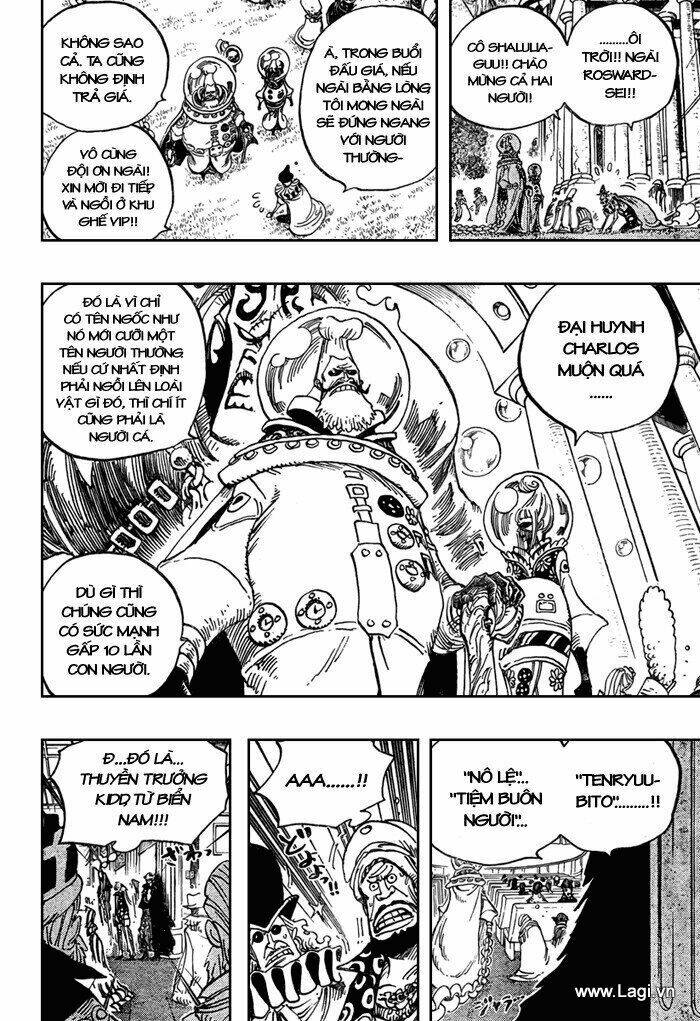 .........ÔI
TRỜI!! NGÀI
ROSWARD-
SEI!!
CÔ SHALULIA-
GUU!! CHÀO
MỪNG CẢ HAI
NGƯỜI!
À, TRONG BUỔI
ĐẤU GIÁ, NẾU
NGÀI BẰNG LÒNG,
TÔI MONG NGÀI
SẼ ĐỨNG NGANG
VỚI NGƯỜI
THƯỜNG-
KHÔNG SAO
CẢ. TA CŨNG
KHÔNG ĐỊNH
TRẢ GIÁ.
VÔ CÙNG
ĐỘI ƠN NGÀI!
XIN MỜI ĐI TIẾP
VÀ NGỒI Ở KHU
GHẾ VIP!!
ĐẠI HUYNH
CHARLOS
MUỘN QUÁ
.......
ĐÓ LÀ VÌ CHỈ
CÓ TÊN NGỐC NHƯ
NÓ MỚI CƯỠI MỘT
TÊN NGƯỜI THƯỜNG.
NẾU CỨ NHẤT ĐỊNH
PHẢI NGỒI LÊN LOÀI
VẬT GÌ ĐÓ, THÌ CHÍ ÍT
CŨNG PHẢI LÀ
NGƯỜI CÁ.
DÙ GÌ THÌ
CHÚNG CŨNG
CÓ SỨC MẠNH
GẤP 10 LẦN
CON NGƯỜI.
"TENRYUU-
BITO".........!!
"NÔ LỆ"...
"TIỆM BUÔN
NGƯỜI"...
AAA.......!!
Đ...ĐÓ LÀ...
THUYỀN TRƯỞNG
KIDD, TỪ BIỂN
NAM!!!
www.Lagi.vn